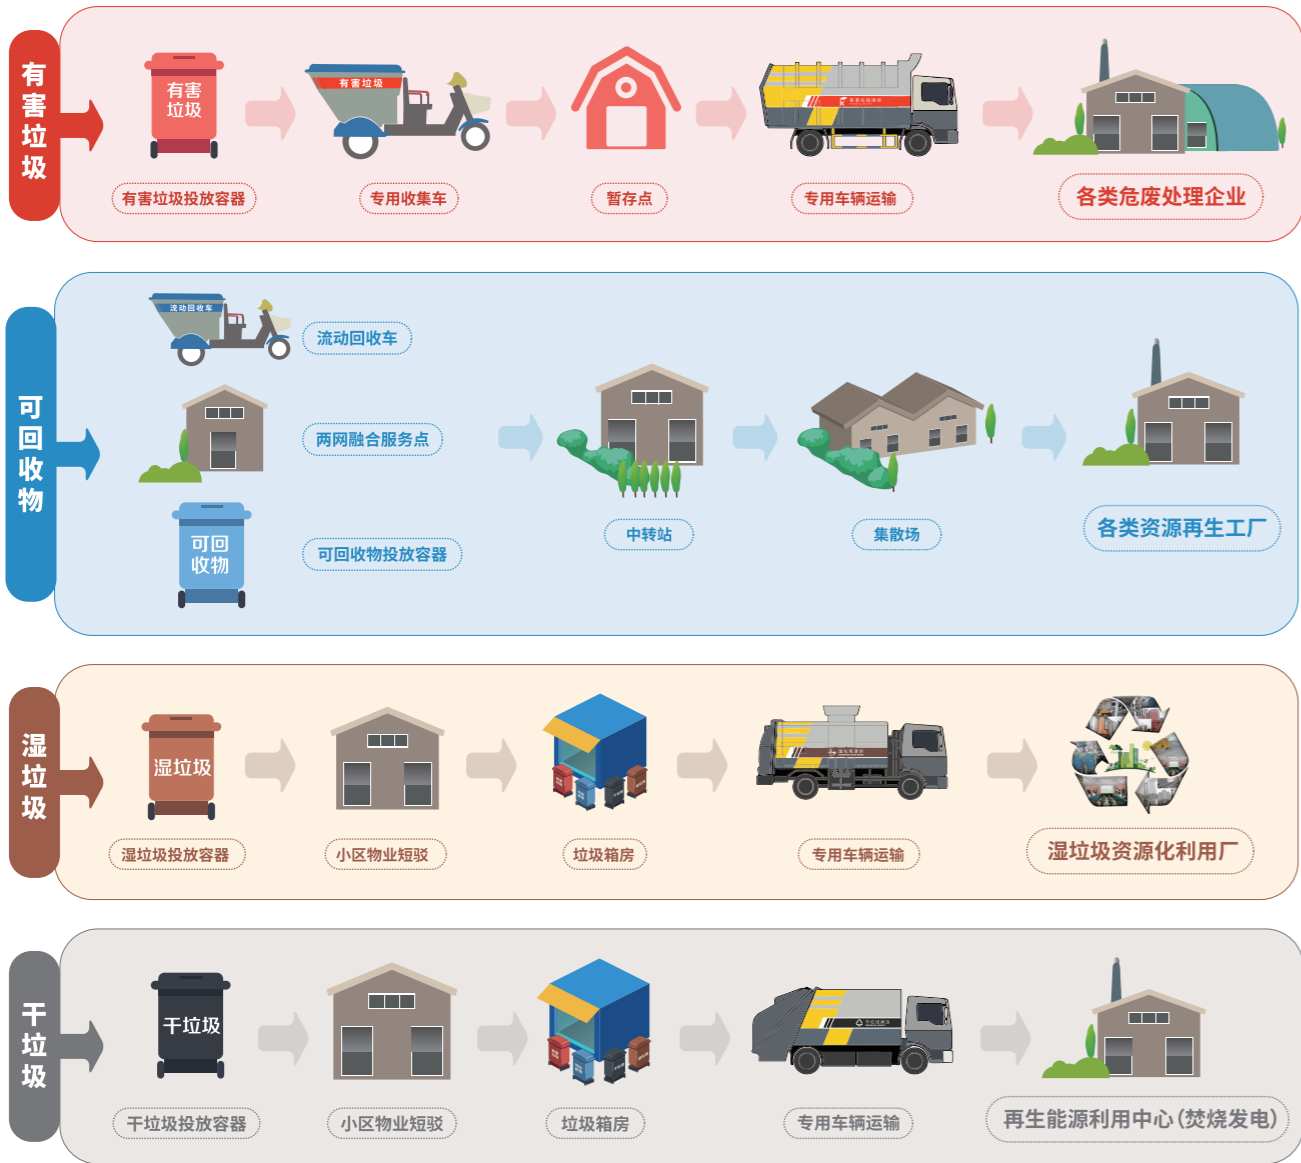 有害垃圾
有害
垃圾
有害垃圾
有害垃圾投放容器
专用收集车
暂存点
专用车辆运输
各类危废处理企业
可回收物
流动回收车
流动回收车
两网融合服务点
可回
收物
可回收物投放容器
中转站
集散场
各类资源再生工厂
湿垃圾
湿垃圾
湿垃圾投放容器
小区物业短驳
垃圾箱房
专用车辆运输
湿垃圾资源化利用厂
干垃圾
干垃圾
干垃圾投放容器
小区物业短驳
垃圾箱房
专用车辆运输
再生能源利用中心(焚烧发电)